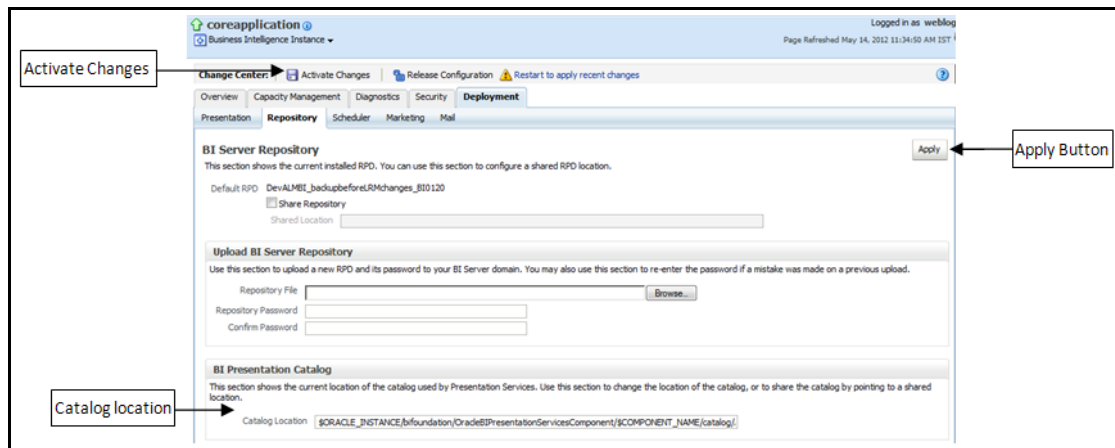 coreapplication
Logged in as weblog
Business Intelligence Instance
Page Refreshed May 14, 2012 11:34:50 AM IST
Activate Changes
Change Center: Activate Changes Release Configuration Restart to apply recent changes
Overview Capacity Management Diagnostics Security Deployment
Presentation Repository Scheduler Marketing Mail
BI Server Repository
Apply
Apply Button
This section shows the current installed RPD. You can use this section to configure a shared RPD location.
Default RPD DevALMBI_backupbeforeLRMchanges_BI0120
Share Repository
Shared Location
Upload BI Server Repository
Use this section to upload a new RPD and its password to your BI Server domain. You may also use this section to re-enter the password if a mistake was made on a previous upload.
Repository File Browse...
Repository Password
Confirm Password
BI Presentation Catalog
This section shows the current location of the catalog used by Presentation Services. Use this section to change the location of the catalog, or to share the catalog by pointing to a shared
location.
Catalog location
Catalog Location $ORACLE_INSTANCE/bifoundation/OracleBIPresentationServicesComponent/$COMPONENT_NAME/catalog/